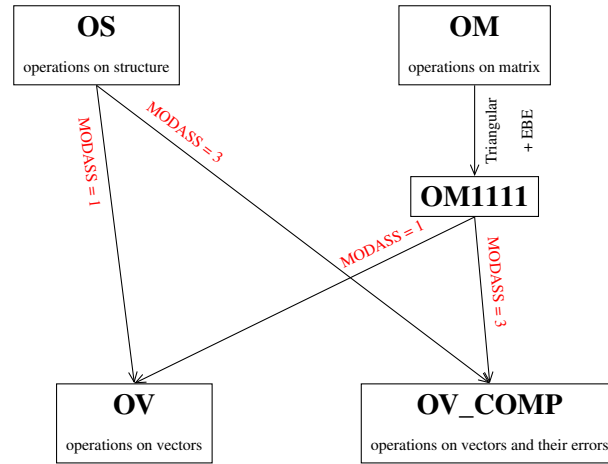 OS
operations on structure
OM
operations on matrix
Triangular
+ EBE
MODASS = 1
MODASS = 3
OM1111
MODASS = 1
MODASS = 3
OV
operations on vectors
OV_COMP
operations on vectors and their errors